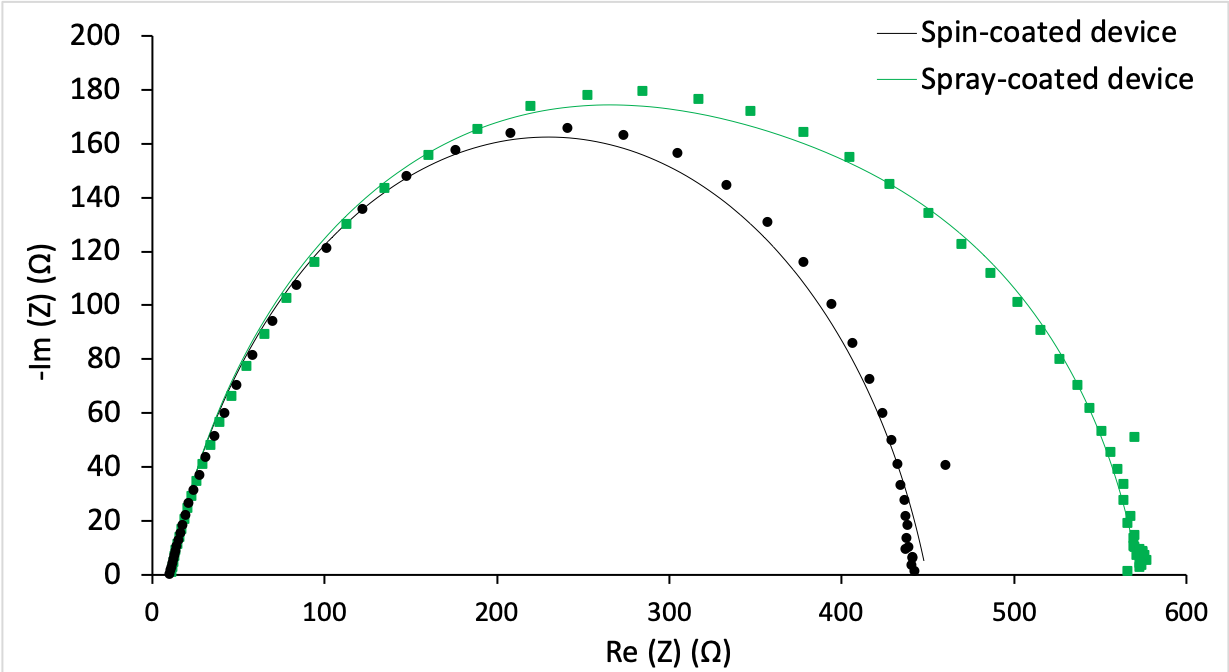 Spin-coated device
Spray-coated device
200
180
160
140
120
100
80
60
40
20
0
-Im (Z) (Ω)
0 100 200 300 400 500 600
Re (Z) (Ω)